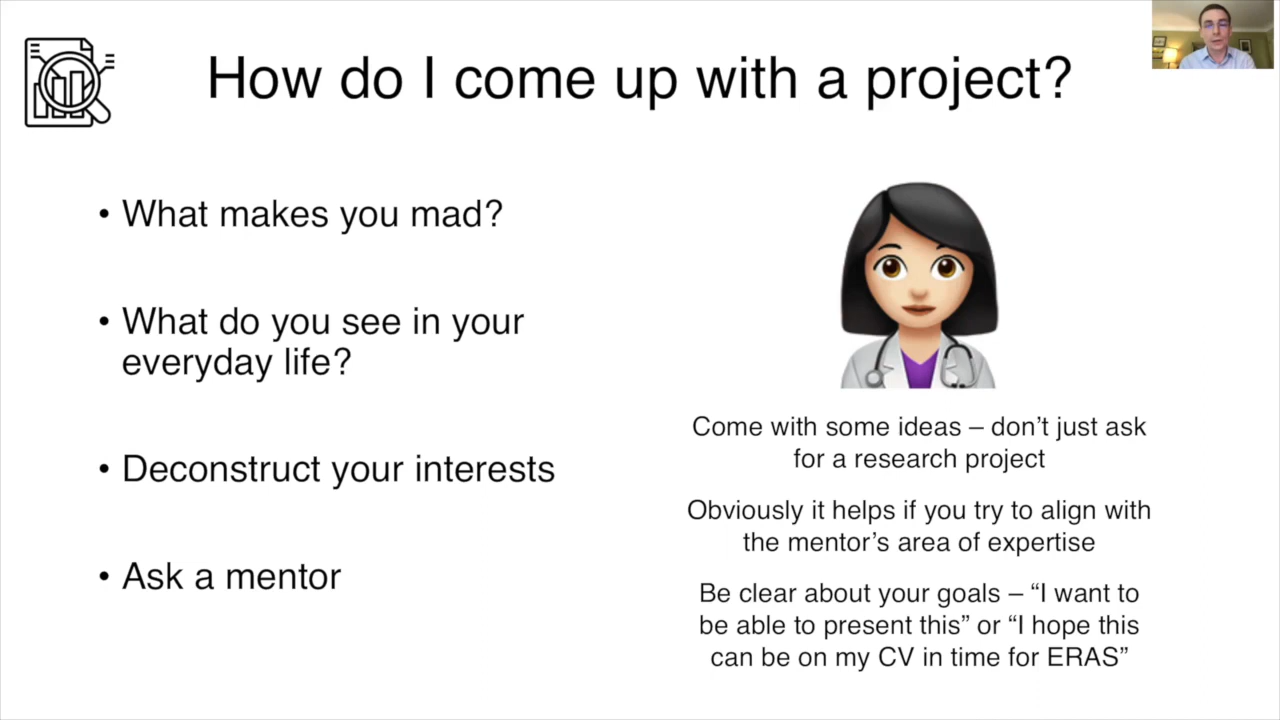 How do I come up with a project?
• What makes you mad?
• What do you see in your
everyday life?
• Deconstruct your interests
• Ask a mentor
Come with some ideas – don’t just ask
for a research project
Obviously it helps if you try to align with
the mentor’s area of expertise
Be clear about your goals – “I want to
be able to present this” or “I hope this
can be on my CV in time for ERAS”